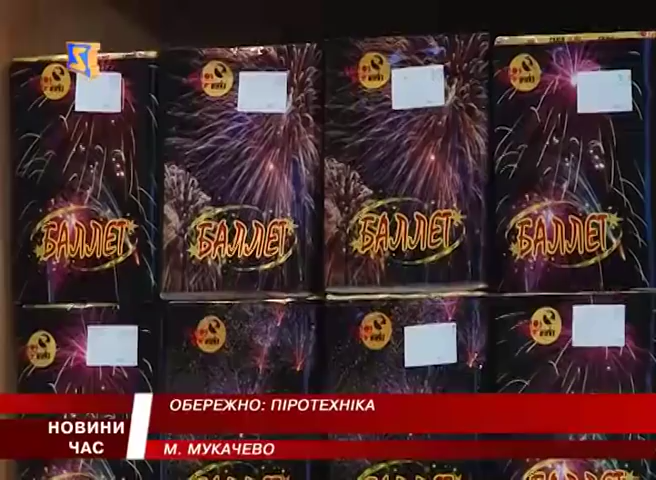 БАЛЛЕТ БАЛЛЕТ БАЛЛЕТ БАЛЛЕТ
ОБЕРЕЖНО: ПІРОТЕХНІКА
НОВИНИ
ЧАС
М. МУКАЧЕВО